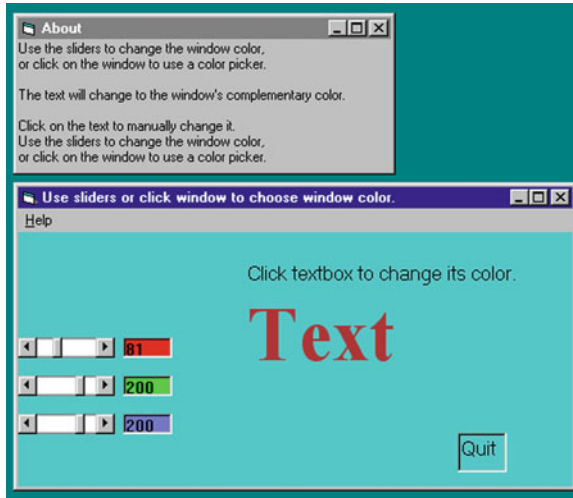 About
Use the sliders to change the window color,
or click on the window to use a color picker.
The text will change to the window's complementary color.
Click on the text to manually change it.
Use the sliders to change the window color,
or click on the window to use a color picker.
Use sliders or click window to choose window color.
Help
Click textbox to change its color.
Text
81
200
200
Quit